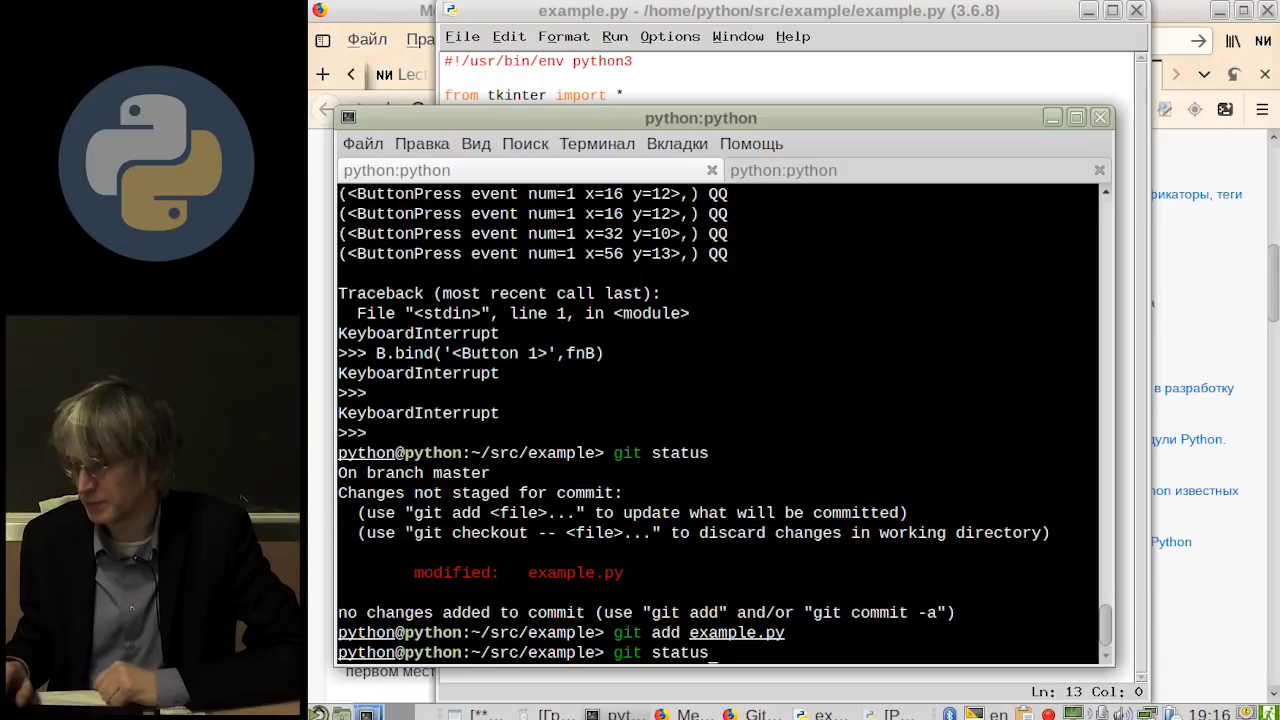 example.py - /home/python/src/example/example.py (3.6.8)
Файл
File Edit Format Run Options Window Help
#!/usr/bin/env python3
from tkinter import *
python:python
Файл Правка Вид Поиск Терминал Вкладки Помощь
python:python
python:python
(<ButtonPress event num=1 x=16 y=12>,) QQ
(<ButtonPress event num=1 x=16 y=12>,) QQ
(<ButtonPress event num=1 x=32 y=10>,) QQ
(<ButtonPress event num=1 x=56 y=13>,) QQ
Traceback (most recent call last):
File "<stdin>", line 1, in <module>
KeyboardInterrupt
>>> B.bind('<Button 1>',fnB)
KeyboardInterrupt
>>>
KeyboardInterrupt
>>>
python@python:~/src/example> git status
On branch master
Changes not staged for commit:
(use "git add <file>..." to update what will be committed)
(use "git checkout -- <file>..." to discard changes in working directory)
modified: example.py
no changes added to commit (use "git add" and/or "git commit -a")
python@python:~/src/example> git add example.py
python@python:~/src/example> git status
фикаторы, теги
в разработку
дули Python.
on известных
Python
первом мест
Ln: 13 Col: 0
en
19:16